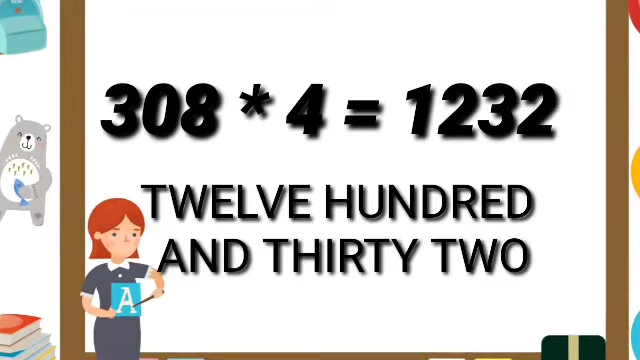 308 * 4 = 1232
TWELVE HUNDRED
AND THIRTY TWO
A